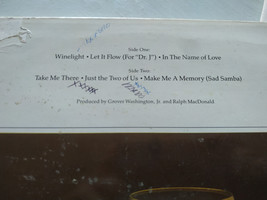 Side One
Winelight • Let It Flow (For "Dr. J") • In The Name of Love
Side Two
Take Me There • Just the Two of Us • Make Me A Memory (Sad Samba)
Produced by Grover Washington, Jr. and Ralph MacDonald